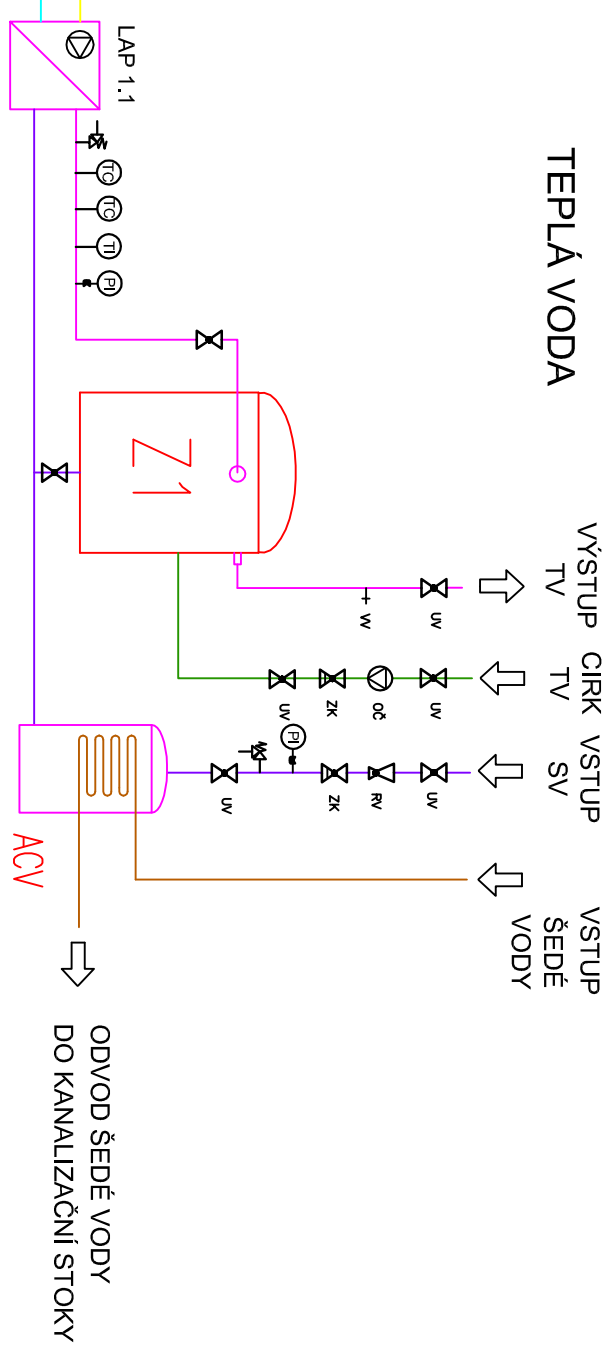 TEPLÁ VODA
VÝSTUP
TV
CIRK
TV
VSTUP
SV
VSTUP
ŠEDÉ
VODY
UV
VV
UV
OČ
ZK
UV
UV
RV
ZK
PI
UV
LAP 1.1
TC
TC
TI
PI
Z1
ACV
ODVOD ŠEDÉ VODY
DO KANALIZAČNÍ STOKY